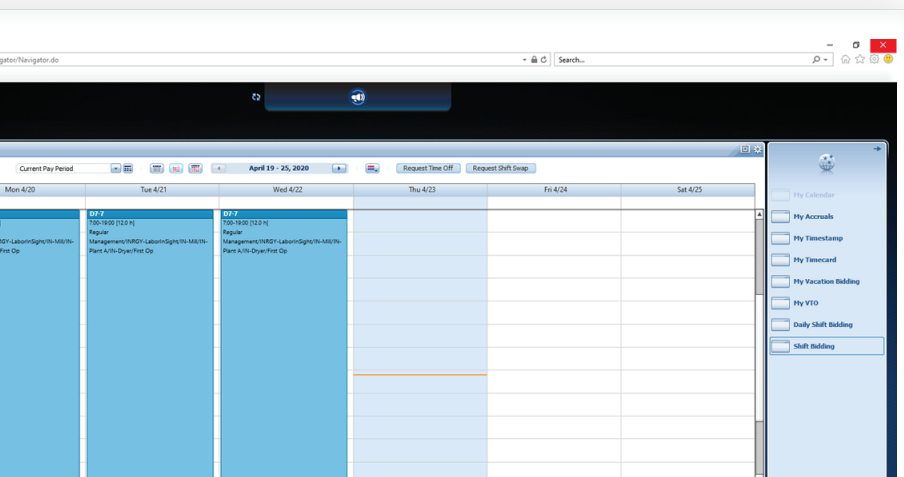 gator/Navigator.do
Search...
Current Pay Period
April 19 - 25, 2020
Request Time Off
Request Shift Swap
Mon 4/20
Tue 4/21
Wed 4/22
Thu 4/23
Fri 4/24
Sat 4/25
D7-7
7:00-19:00 [12.0 H]
Regular
Management/INRGY-LaborInSight/IN-Mill/IN-
Plant A/IN-Dryer/First Op
D7-7
7:00-19:00 [12.0 H]
Regular
Management/INRGY-LaborInSight/IN-Mill/IN-
Plant A/IN-Dryer/First Op
RGY-LaborInSight/IN-Mill/IN-
First Op
My Calendar
My Accruals
My Timestamp
My Timecard
My Vacation Bidding
My VTO
Daily Shift Bidding
Shift Bidding